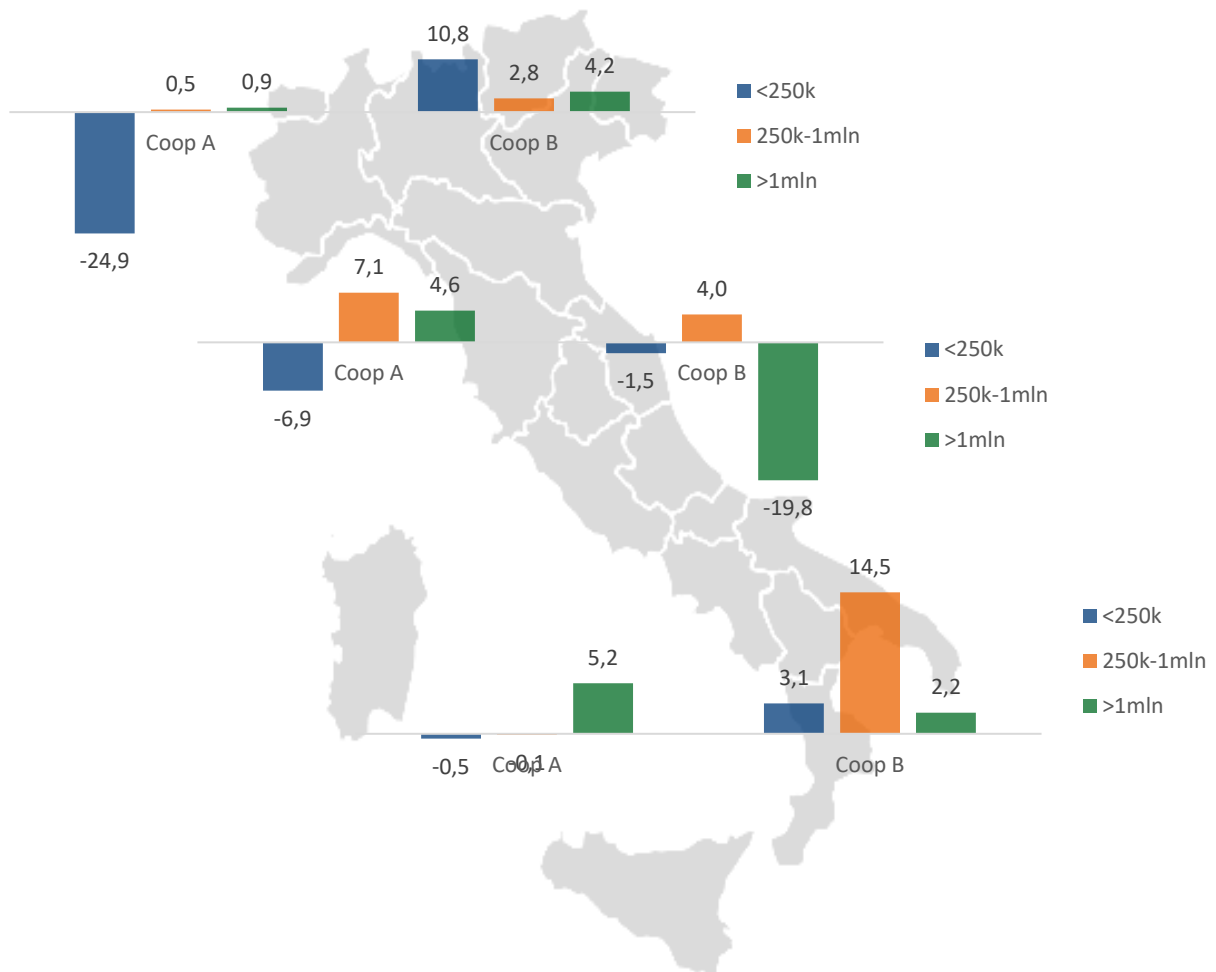 10,8
0,5
0,9
2,8
4,2
<250k
250k-1mln
>1mln
Coop A
Coop B
-24,9
7,1
4,6
4,0
<250k
250k-1mln
>1mln
Coop A
Coop B
-6,9
-1,5
-19,8
14,5
5,2
3,1
2,2
<250k
250k-1mln
>1mln
-0,5
-0,1
Coop A
Coop B